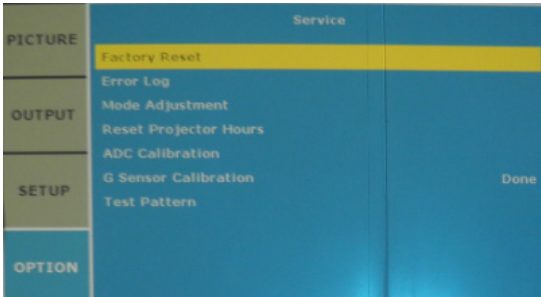 Service
PICTURE
Factory Reset
Error Log
Mode Adjustment
OUTPUT
Reset Projector Hours
ADC Calibration
G Sensor Calibration Done
SETUP
Test Pattern
OPTION